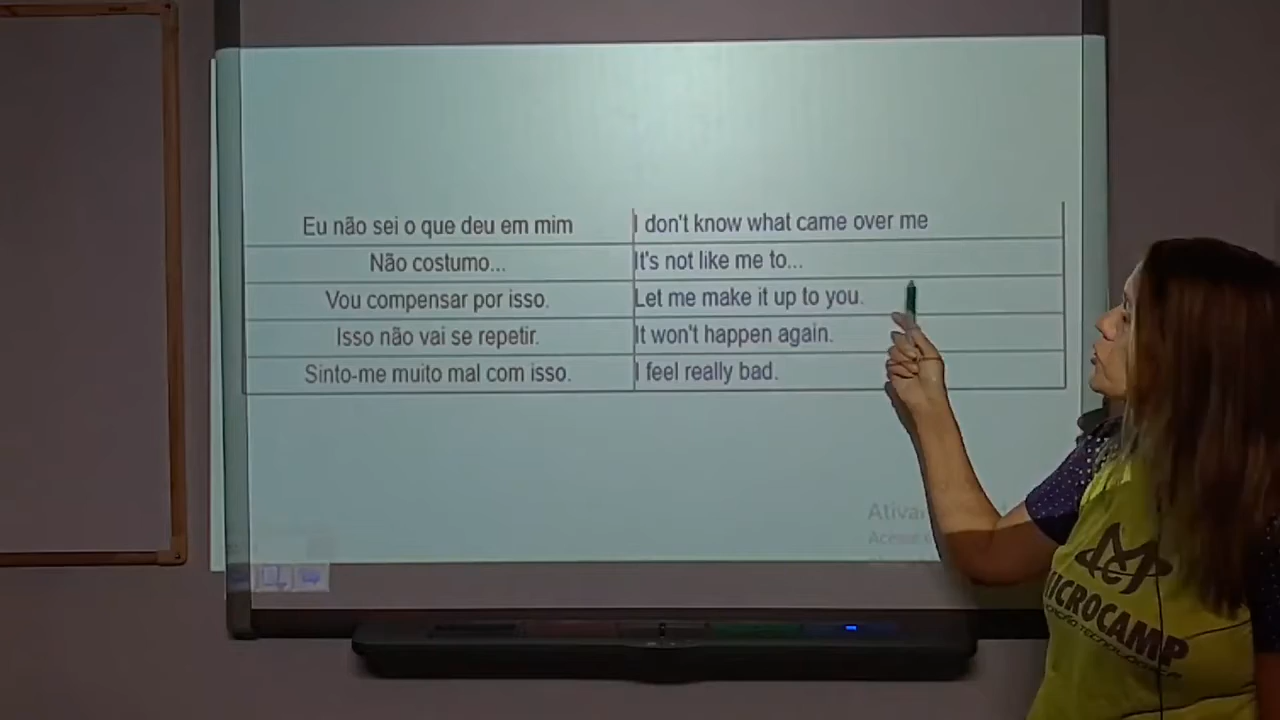 Eu não sei o que deu em mim I don't know what came over me
Não costumo... It's not like me to...
Vou compensar por isso. Let me make it up to you.
Isso não vai se repetir. It won't happen again.
Sinto-me muito mal com isso. I feel really bad.
MICROCAMP